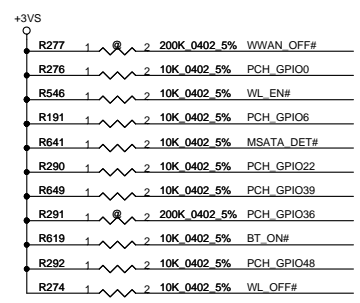 +3VS
R277 1 @ 2 200K_0402_5% WWAN_OFF#
R276 1 2 10K_0402_5% PCH_GPIO0
R546 1 2 10K_0402_5% WL_EN#
R191 1 2 10K_0402_5% PCH_GPIO6
R641 1 2 10K_0402_5% MSATA_DET#
R290 1 2 10K_0402_5% PCH_GPIO22
R649 1 2 10K_0402_5% PCH_GPIO39
R291 1 @ 2 200K_0402_5% PCH_GPIO36
R619 1 2 10K_0402_5% BT_ON#
R292 1 2 10K_0402_5% PCH_GPIO48
R274 1 2 10K_0402_5% WL_OFF#